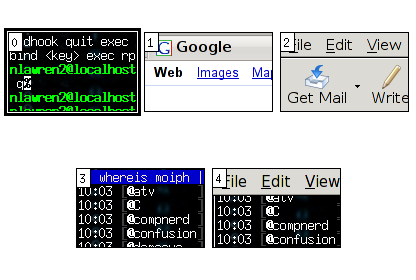 0 dhook quit exec
bind <key> exec rp
nlawren2@localhost
nlawren2@localhost
1 Google
Web Images Ma
2 File Edit View
Get Mail Write
3 whereis moiph |
10:03 @atv
10:03 @C
10:03 @compnerd
10:03 @confusion
10:03
4 File Edit View
10:03 @atv
10:03 @C
10:03 @compnerd
10:03 @confusion